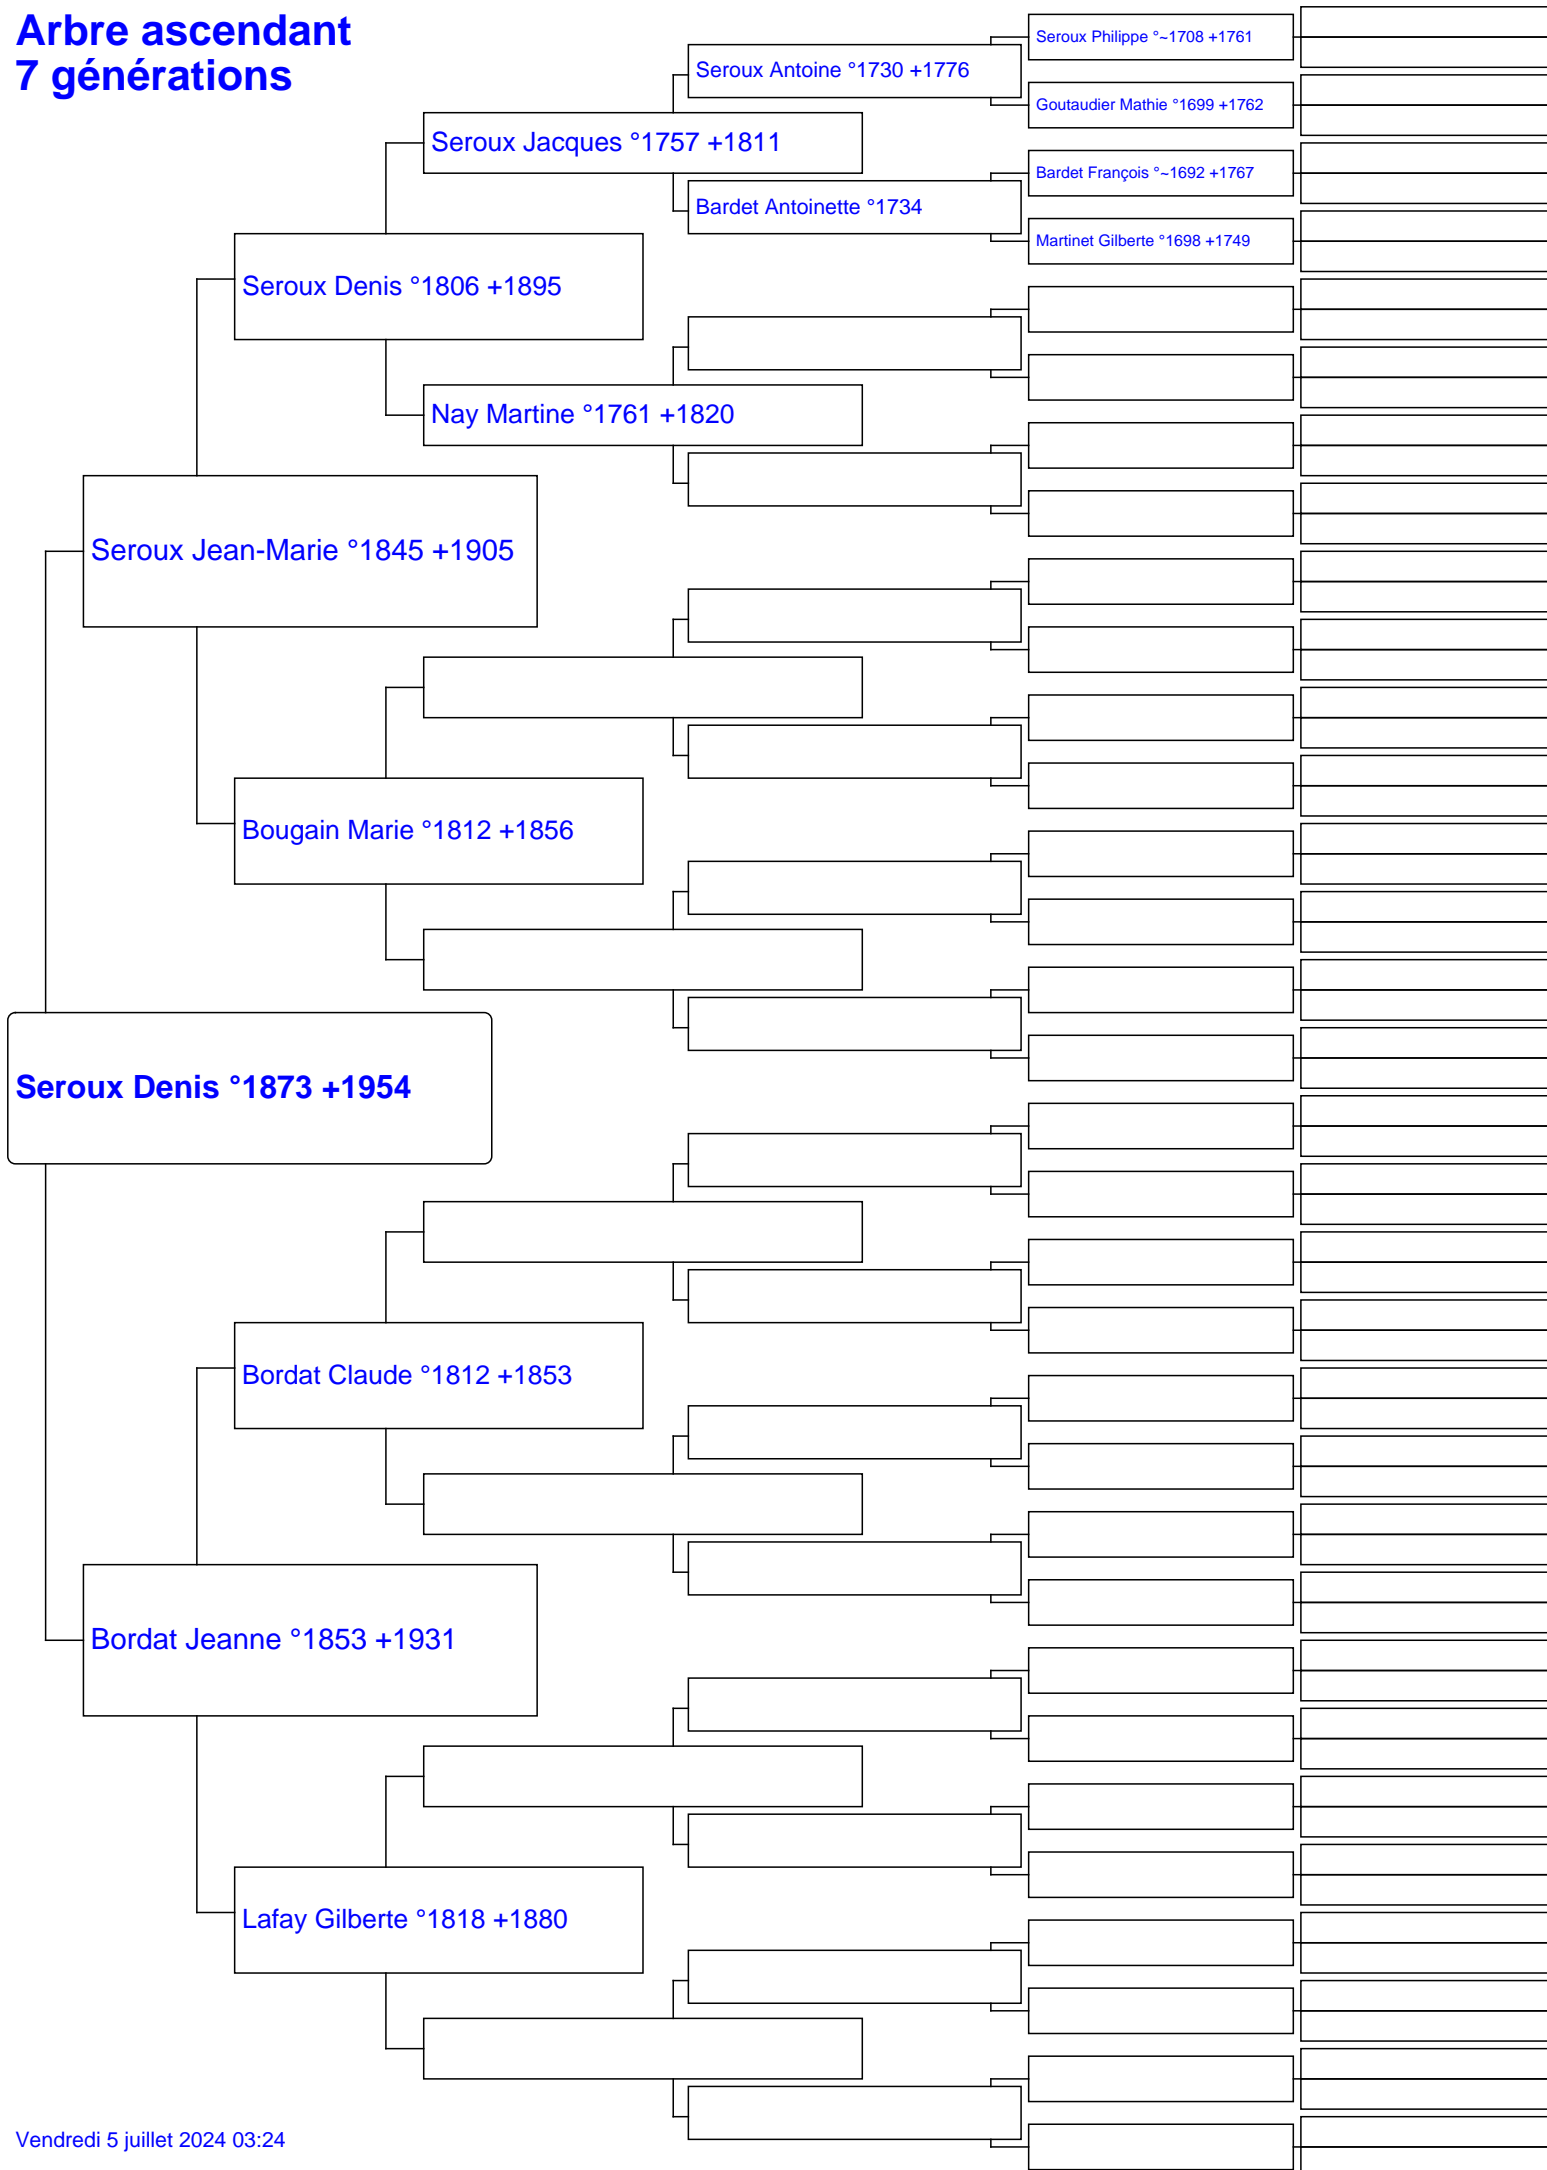 Arbre ascendant
7 générations
Seroux Philippe °~1708 +1761
Seroux Antoine °1730 +1776
Goutaudier Mathie °1699 +1762
Seroux Jacques °1757 +1811
Bardet François °~1692 +1767
Bardet Antoinette °1734
Martinet Gilberte °1698 +1749
Seroux Denis °1806 +1895
Nay Martine °1761 +1820
Seroux Jean-Marie °1845 +1905
Bougain Marie °1812 +1856
Seroux Denis °1873 +1954
Bordat Claude °1812 +1853
Bordat Jeanne °1853 +1931
Lafay Gilberte °1818 +1880
Vendredi 5 juillet 2024 03:24